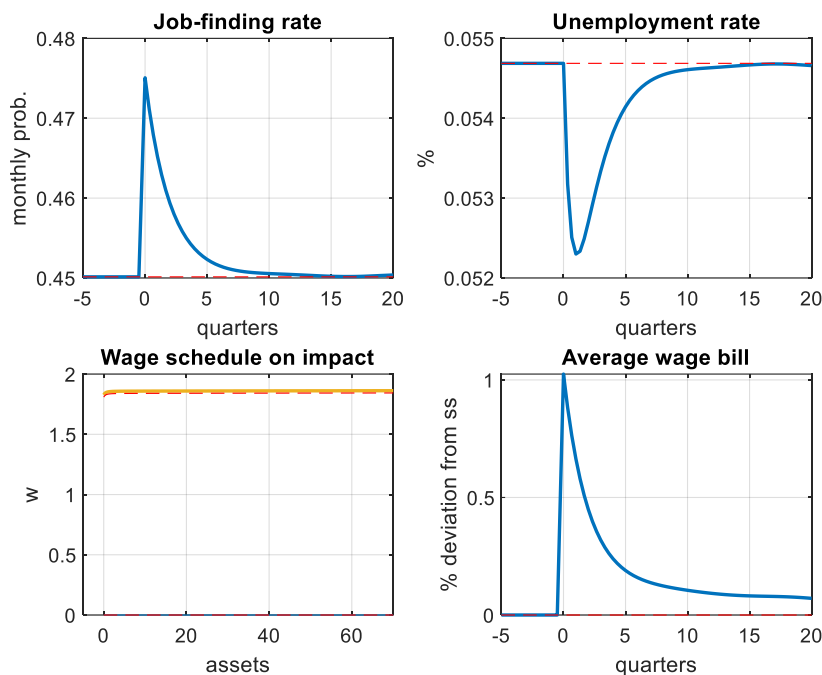 Job-finding rate
0.48
0.47
0.46
0.45
monthly prob.
-5 0 5 10 15 20
quarters
Unemployment rate
0.055
0.054
0.053
0.052
%
-5 0 5 10 15 20
quarters
Wage schedule on impact
2
1.5
1
0.5
0
w
0 20 40 60
assets
Average wage bill
1
0.5
0
% deviation from ss
-5 0 5 10 15 20
quarters